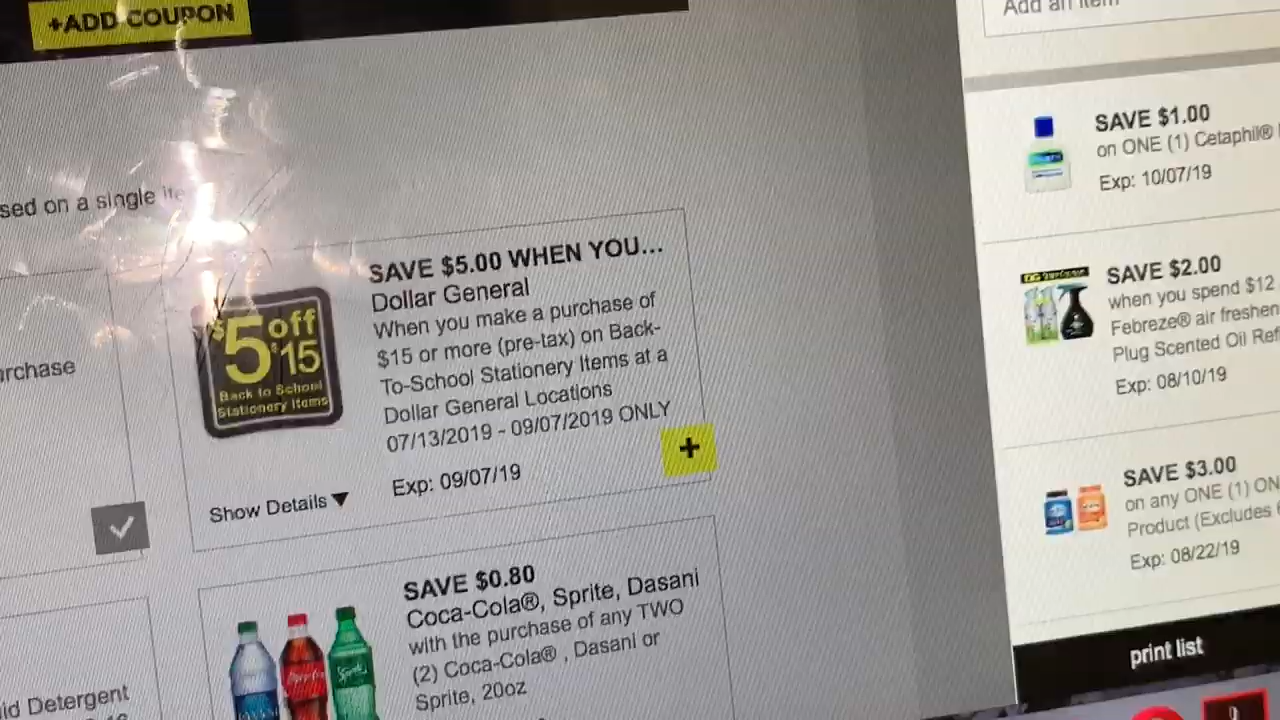 +ADD COUPON
sed on a single
SAVE $5.00 WHEN YOU...
Dollar General
When you make a purchase of
$15 or more (pre-tax) on Back-
To-School Stationery Items at a
Dollar General Locations
07/13/2019 - 09/07/2019 ONLY
Exp: 09/07/19
+
Show Details ▼
$5 off
$15
Back to School
Stationery Items
SAVE $0.80
Coca-Cola®, Sprite, Dasani
with the purchase of any TWO
(2) Coca-Cola® , Dasani or
Sprite, 20oz
Sprite
Detergent
Add an item
SAVE $1.00
on ONE (1) Cetaphil®
Exp: 10/07/19
SAVE $2.00
when you spend $12
Febreze® air freshen
Plug Scented Oil Ref
Exp: 08/10/19
DG
SAVE $3.00
on any ONE (1) ON
Product (Excludes
Exp: 08/22/19
print list